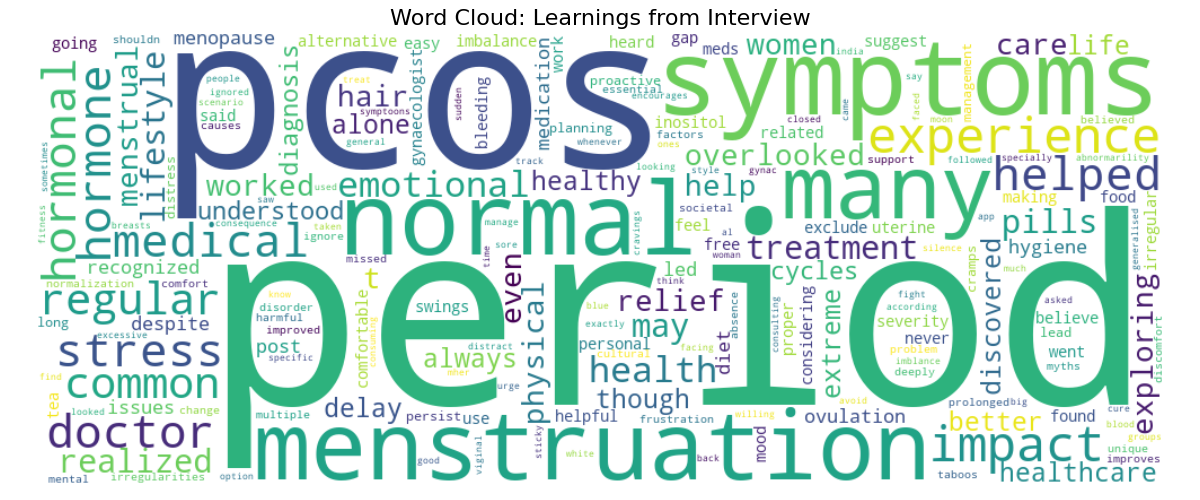 Word Cloud: Learnings from Interview
going
shouldn
menopause
alternative
easy
imbalance
heard
gap
meds
women
india
suggest
care
life
hormonal
hormone
menstrual
lifestyle
said
scenario
ignored
people
causes
diagnosis
pcos
treat
hair
symptoons
alone
general
gynaecologist
sudden
bleeding
medication
work
proactive
essential
encourages
planning
whenever
inositol
factors
ones
related
closed
say
came
faced
moon
management
believed
symptoms
experience
overlooked
support
followed
specially
abnormarility
distress
worked
used
emotional
track
healthy
looking
style
gynac
help
many
helped
sometimes
fitness
breasts
understood
saw
consequence
medical
taken
ignore
normal
manage
sore
cravings
societal
al
feel
free
woman
exclude
uterine
app
making
food
pills
generalised
irregular
treatment
hygiene
silence
cramps
normalization
recognized
comfort
missed
t
time
even
led
think
relief
cycles
much
discovered
regular
long
despite
harmful
disorder
know
improved
specific
post
swings
comfortable
consuming
period
physical
blue
exactly
may
personal
cultural
facing
diet
absence
consulting
proper
considering
extreme
fight
according
severity
problem
imblance
deeply
never
asked
believe
lead
went
myths
exploring
discomfort
stress
excessive
always
distract
health
common
find
tea
issues
change
looked
multiple
delay
persist
use
urge
though
helpful
frustration
willing
mood
avoid
ovulation
better
prolonged
big
found
cure
blood
groups
unique
improves
doctor
realized
mental
irregularities
option
menstruation
good
viginal
sticky
white
back
impact
taboos
healthcare